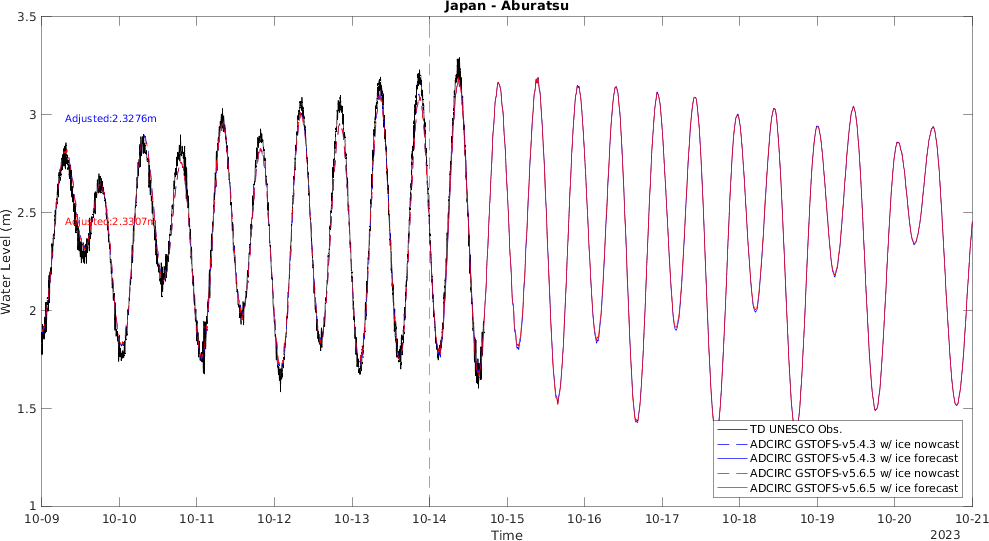 Japan - Aburatsu
3.5
3
2.5
2
1.5
1
Water Level (m)
Adjusted:2.3276m
Adjusted:2.3307m
TD UNESCO Obs.
ADCIRC GSTOFS-v5.4.3 w/ ice nowcast
ADCIRC GSTOFS-v5.4.3 w/ ice forecast
ADCIRC GSTOFS-v5.6.5 w/ ice nowcast
ADCIRC GSTOFS-v5.6.5 w/ ice forecast
10-09 10-10 10-11 10-12 10-13 10-14 10-15 10-16 10-17 10-18 10-19 10-20 10-21
Time
2023